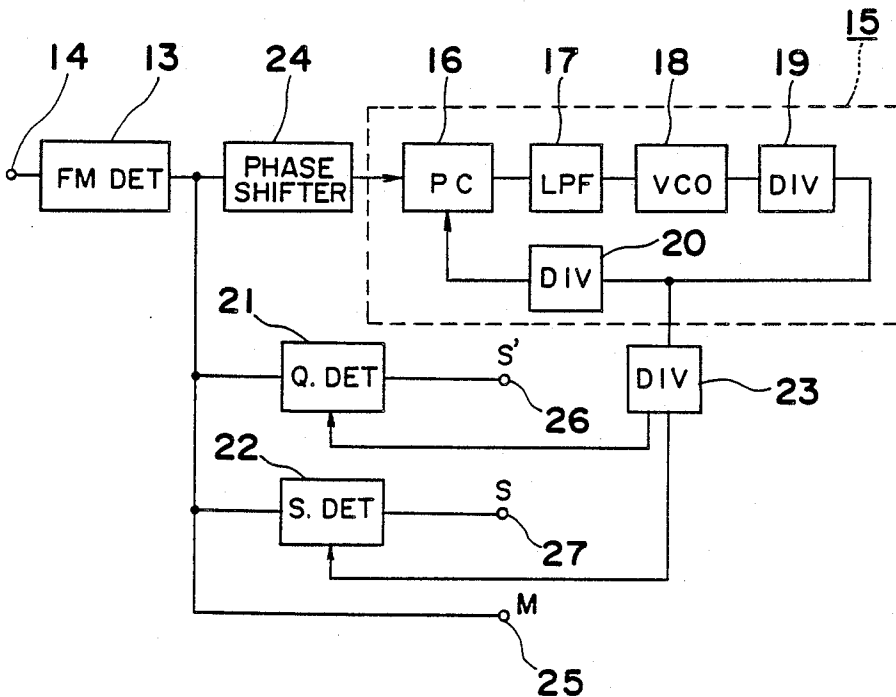 15
14
13
24
16
17
18
19
FM DET
PHASE
SHIFTER
PC
LPF
VCO
DIV
20
DIV
21
Q. DET
S'
26
DIV
23
22
S. DET
S
27
M
25